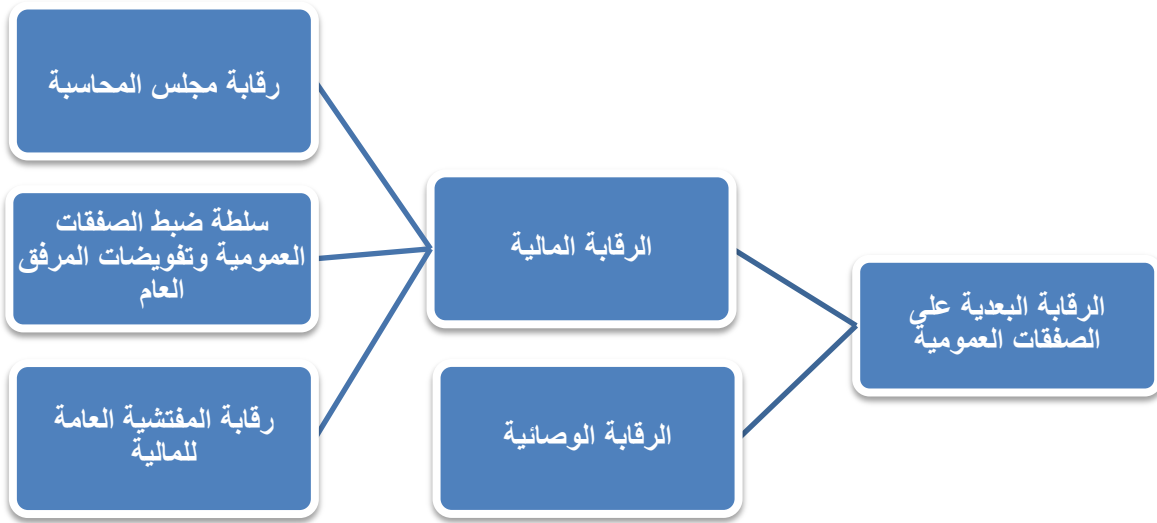 الرقابة البعدية على
الصفقات العمومية
الرقابة المالية
رقابة مجلس المحاسبة
سلطة ضبط الصفقات
العمومية وتفويضات المرفق
العام
رقابة المفتشية العامة
للمالية
الرقابة الوصائية